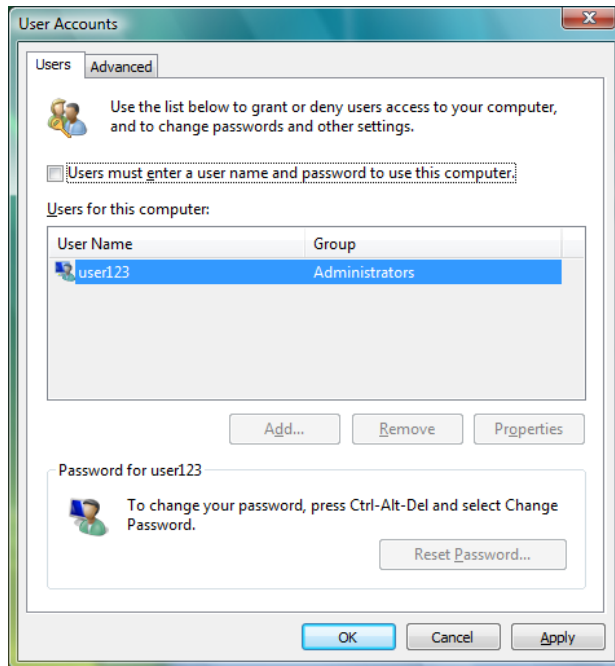 User Accounts
Users
Advanced
Use the list below to grant or deny users access to your computer,
and to change passwords and other settings.
Users must enter a user name and password to use this computer.
Users for this computer:
User Name Group
user123 Administrators
Add... Remove Properties
Password for user123
To change your password, press Ctrl-Alt-Del and select Change
Password.
Reset Password...
OK Cancel Apply